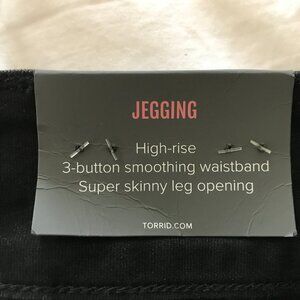 JEGGING
High-rise
3-button smoothing waistband
Super skinny leg opening
TORRID.COM